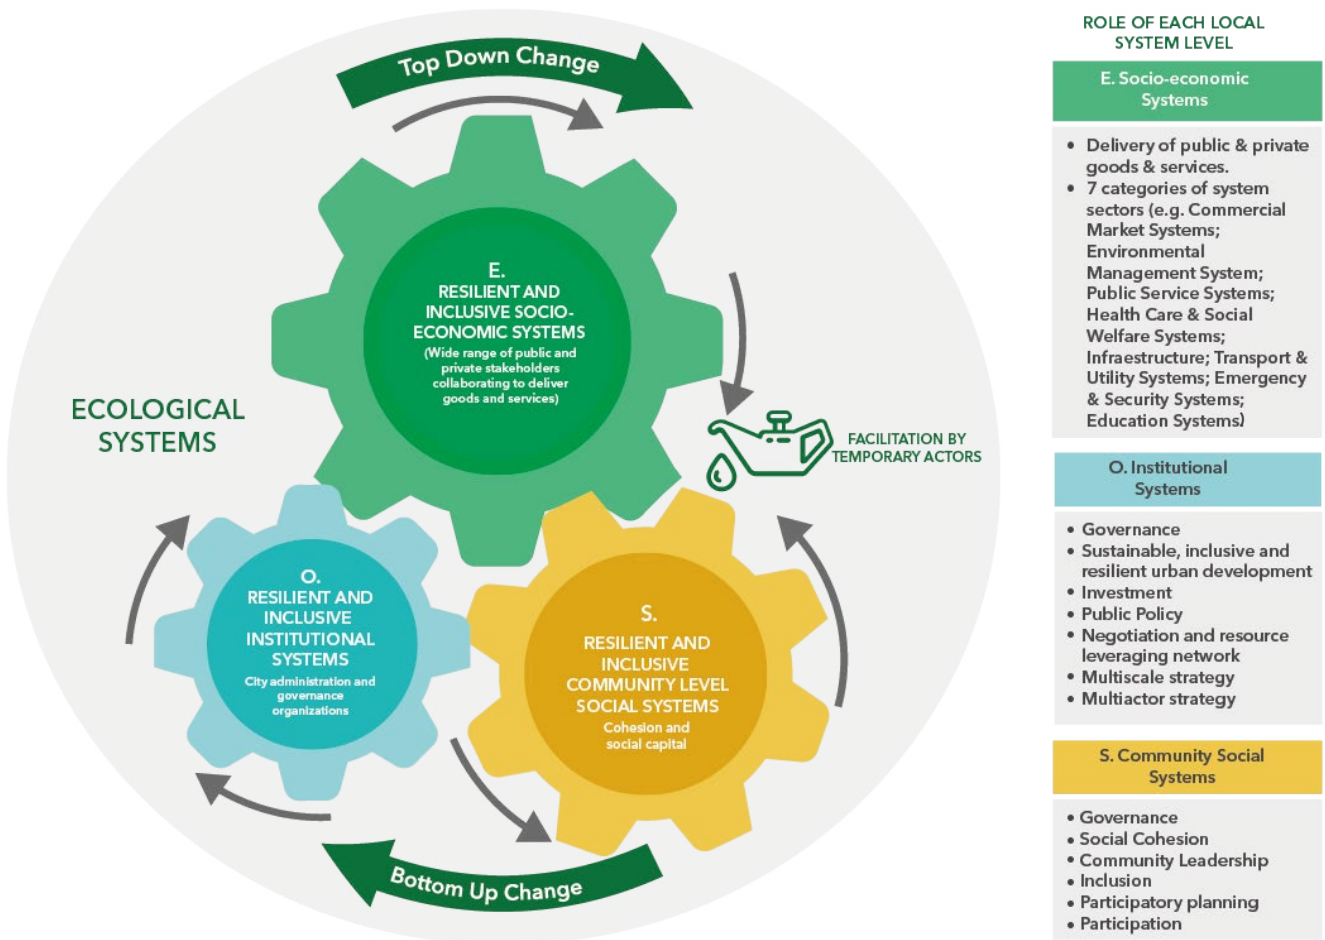 Top Down Change
E.
RESILIENT AND
INCLUSIVE SOCIO-
ECONOMIC SYSTEMS
(Wide range of public and
private stakeholders
collaborating to deliver
goods and services)
ECOLOGICAL
SYSTEMS
FACILITATION BY
TEMPORARY ACTORS
O.
RESILIENT AND
INCLUSIVE
INSTITUTIONAL
SYSTEMS
City administration and
governance
organizations
S.
RESILIENT AND
INCLUSIVE
COMMUNITY LEVEL
SOCIAL SYSTEMS
Cohesion and
social capital
Bottom Up Change
ROLE OF EACH LOCAL
SYSTEM LEVEL
E. Socio-economic
Systems
• Delivery of public & private
goods & services.
• 7 categories of system
sectors (e.g. Commercial
Market Systems;
Environmental
Management System;
Public Service Systems;
Health Care & Social
Welfare Systems;
Infraestructure; Transport &
Utility Systems; Emergency
& Security Systems;
Education Systems)
O. Institutional
Systems
• Governance
• Sustainable, inclusive and
resilient urban development
• Investment
• Public Policy
• Negotiation and resource
leveraging network
• Multiscale strategy
• Multiactor strategy
S. Community Social
Systems
• Governance
• Social Cohesion
• Community Leadership
• Inclusion
• Participatory planning
• Participation